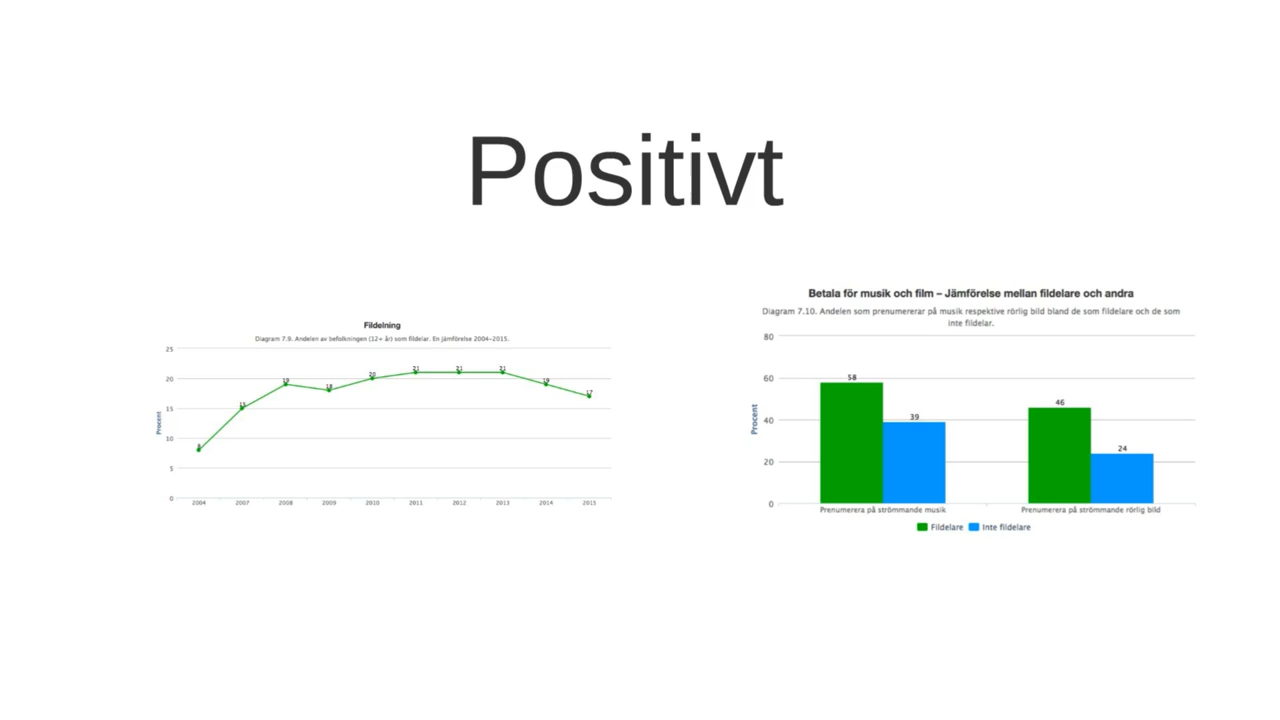 Positivt
Fildelning
Diagram 7.9. Andelen av befolkningen (12+ år) som fildelar. En jämförelse 2004–2015.
25
20
15
10
5
0
Procent
8
15
19
18
20
21
21
21
19
17
2004 2007 2008 2009 2010 2011 2012 2013 2014 2015
Betala för musik och film – Jämförelse mellan fildelare och andra
Diagram 7.10. Andelen som prenumererar på musik respektive rörlig bild bland de som fildelare och de som
inte fildelar.
80
60
40
20
0
Procent
58
39
46
24
Prenumerera på strömmande musik Prenumerera på strömmande rörlig bild
Fildelare Inte fildelare